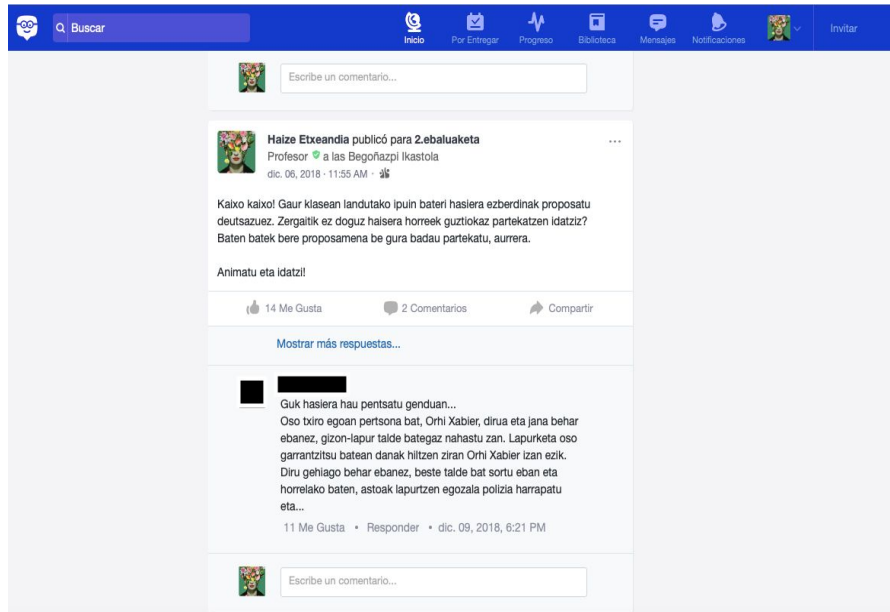 Buscar
Inicio
Por Entregar
Progreso
Biblioteca
Mensajes
Notificaciones
Invitar
Escribe un comentario...
Haize Etxeandia publicó para 2.ebaluaketa
Profesor a las Begoñazpi Ikastola
dic. 06, 2018 · 11:55 AM ·
Kaixo kaixo! Gaur klasean landutako ipuin bateri hasiera ezberdinak proposatu
deutsazuez. Zergaitik ez doguz haisera horreek guztiokaz partekatzen idatziz?
Baten batek bere proposamena be gura badau partekatu, aurrera.
Animatu eta idatzi!
14 Me Gusta
2 Comentarios
Compartir
Mostrar más respuestas...
Guk hasiera hau pentsatu genduan...
Oso txiro egoan pertsona bat, Orhi Xabier, dirua eta jana behar
ebanez, gizon-lapur talde bategaz nahastu zan. Lapurketa oso
garrantzitsu batean danak hiltzen ziran Orhi Xabier izan ezik.
Diru gehiago behar ebanez, beste talde bat sortu eban eta
horrelako baten, astoak lapurtzen egozala polizia harrapatu
eta...
11 Me Gusta • Responder • dic. 09, 2018, 6:21 PM
Escribe un comentario...